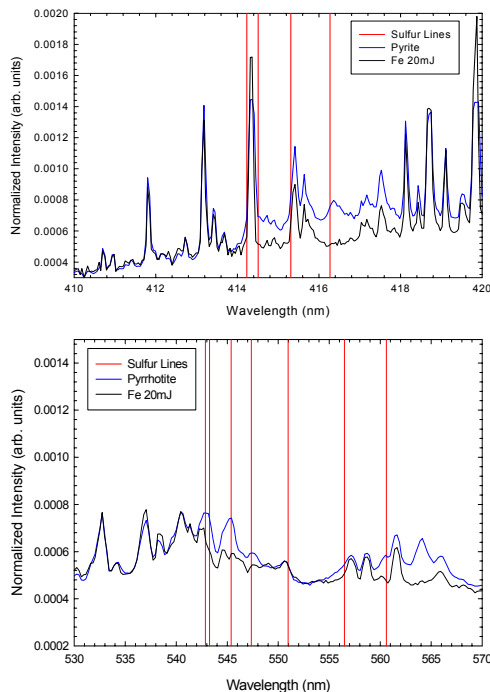 0.0020
0.0018
0.0016
0.0014
0.0012
0.0010
0.0008
0.0006
0.0004
Normalized Intensity (arb. units)
Sulfur Lines
Pyrite
Fe 20mJ
410 412 414 416 418 420
Wavelength (nm)
0.0014
0.0012
0.0010
0.0008
0.0006
0.0004
0.0002
Normalized Intensity (arb. units)
Sulfur Lines
Pyrrhotite
Fe 20mJ
530 535 540 545 550 555 560 565 570
Wavelength (nm)